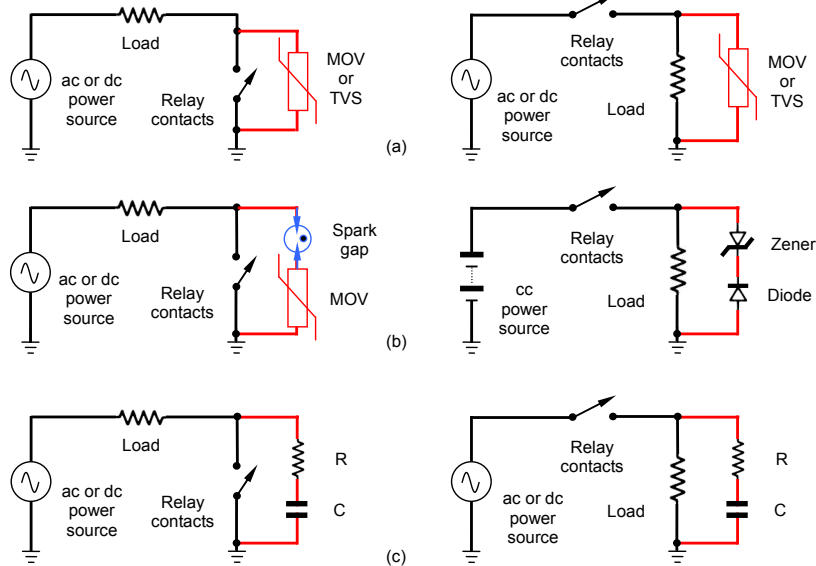 Load
ac or dc
power
source
Relay
contacts
MOV
or
TVS
(a)
Relay
contacts
ac or dc
power
source
Load
MOV
or
TVS
Load
ac or dc
power
source
Relay
contacts
Spark
gap
MOV
(b)
Relay
contacts
cc
power
source
Load
Zener
Diode
Load
ac or dc
power
source
Relay
contacts
R
C
(c)
Relay
contacts
ac or dc
power
source
Load
R
C